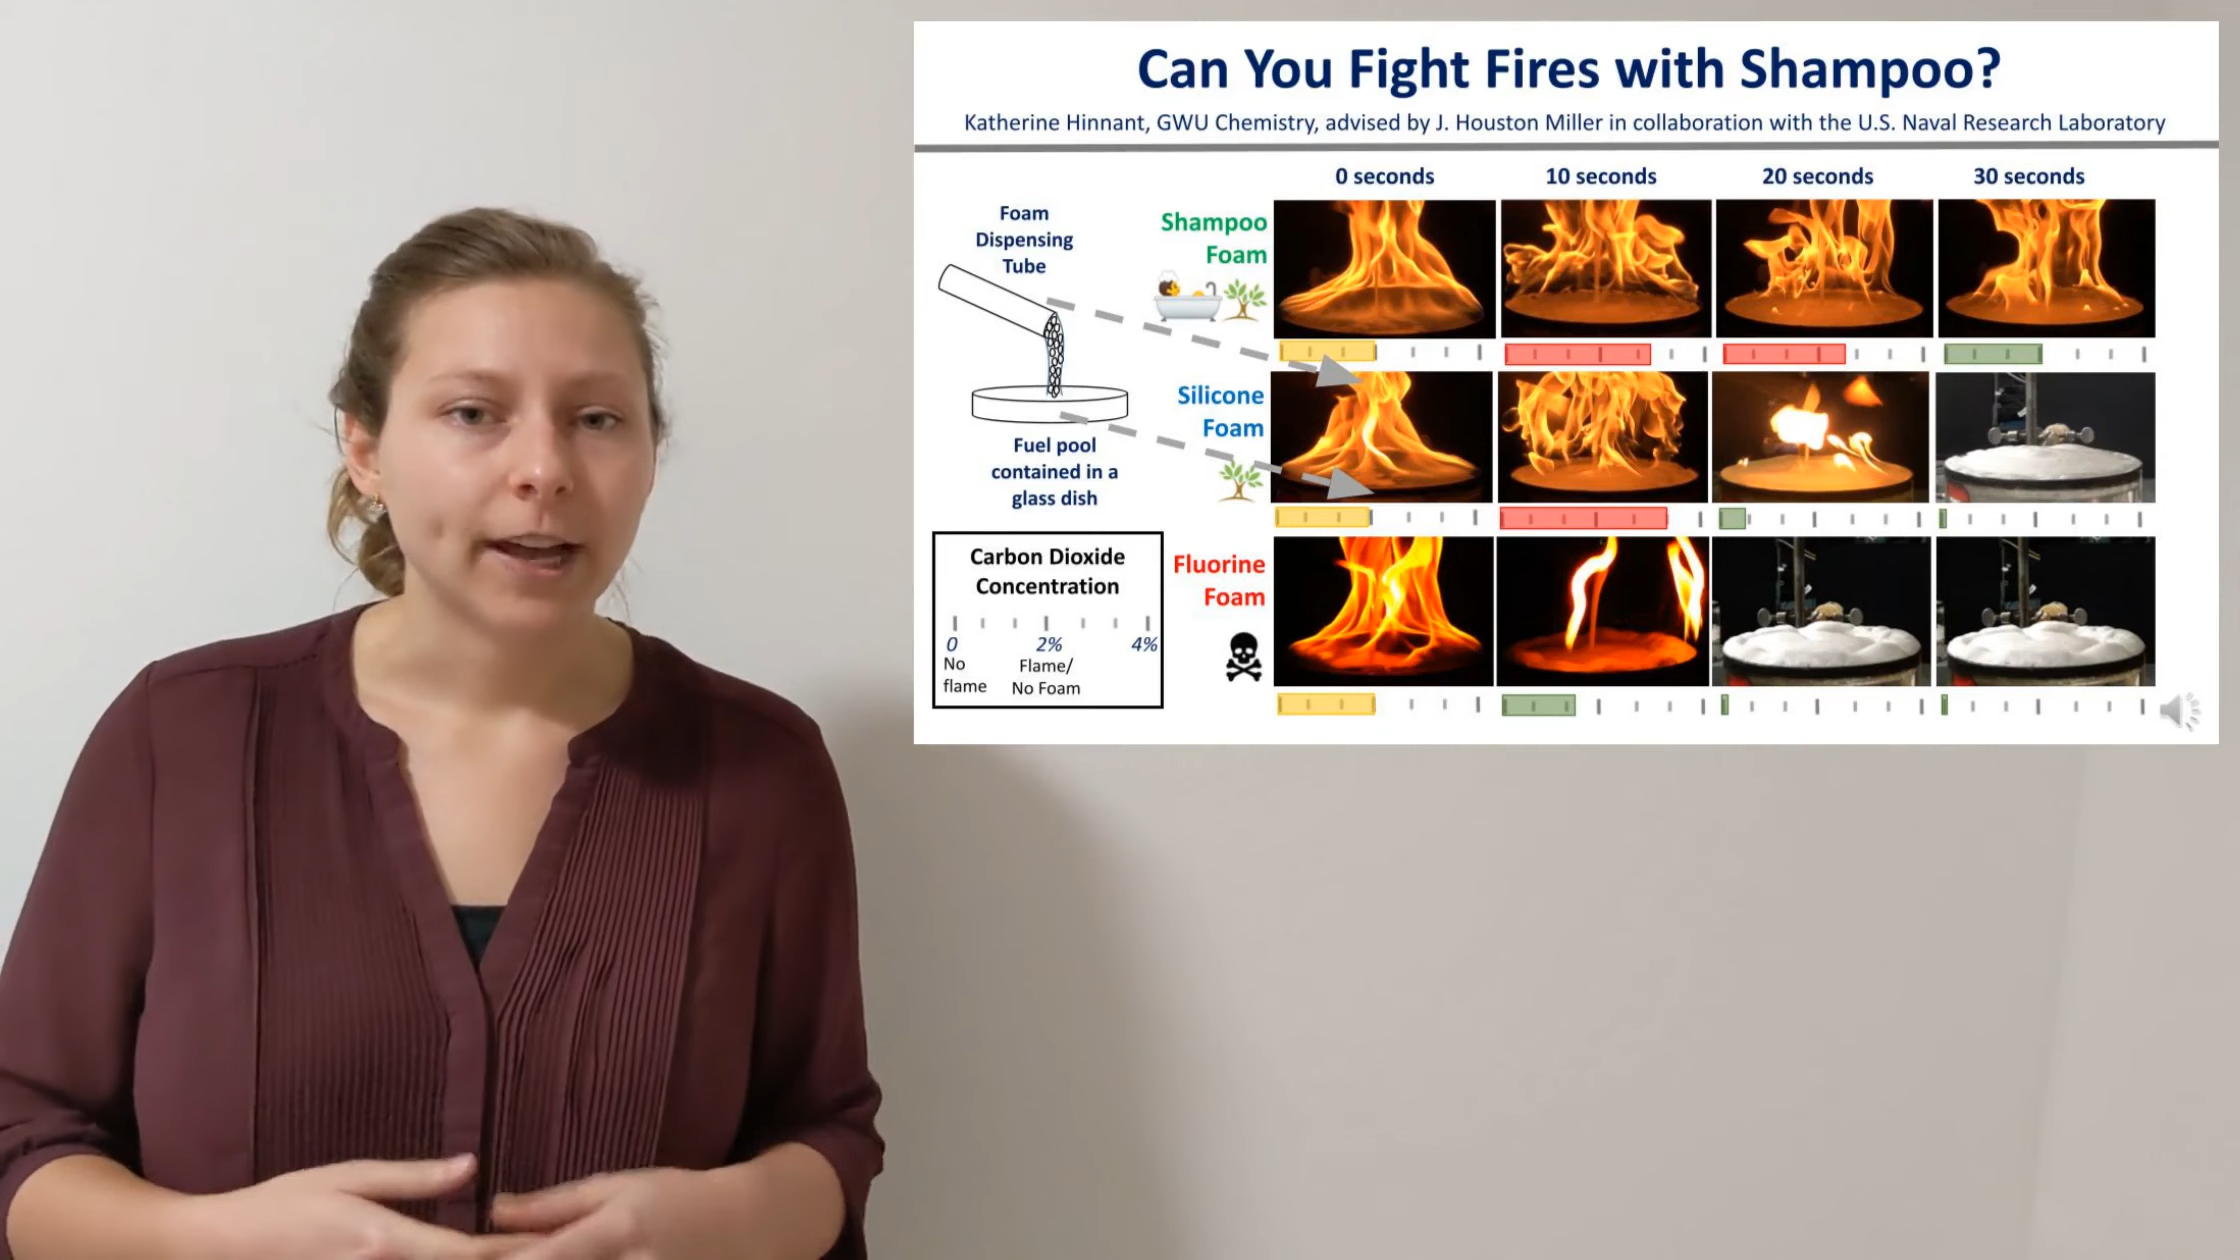 Can You Fight Fires with Shampoo?
Katherine Hinnant, GWU Chemistry, advised by J. Houston Miller in collaboration with the U.S. Naval Research Laboratory
0 seconds
10 seconds
20 seconds
30 seconds
Foam
Dispensing
Tube
Fuel pool
contained in a
glass dish
Shampoo
Foam
Silicone
Foam
Fluorine
Foam
Carbon Dioxide
Concentration
0
2%
4%
No
flame
Flame/
No Foam